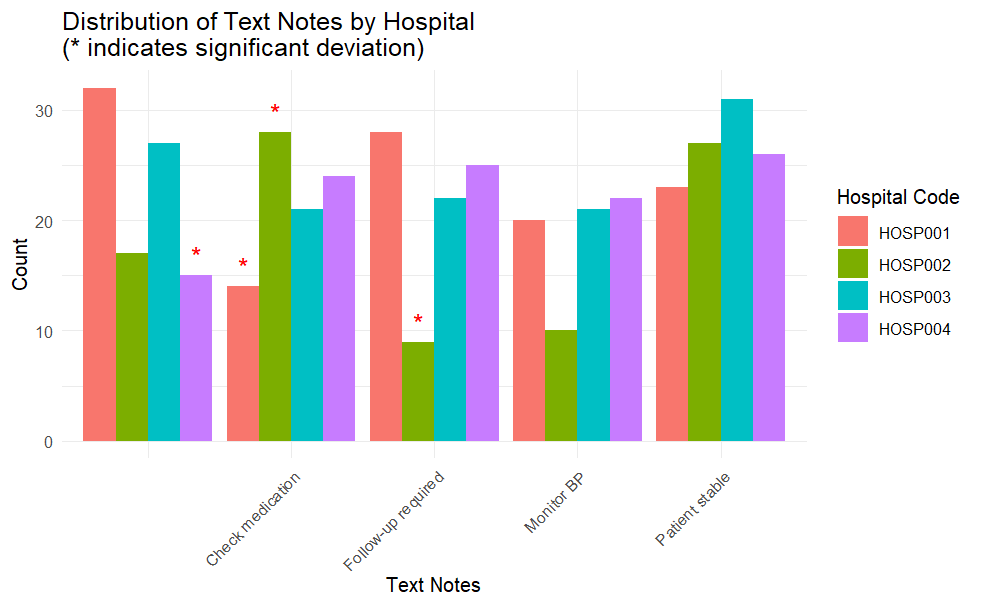 Distribution of Text Notes by Hospital
(* indicates significant deviation)
Count
30
20
10
0
*
*
*
*
Check medication
Follow-up required
Monitor BP
Patient stable
Text Notes
Hospital Code
HOSP001
HOSP002
HOSP003
HOSP004